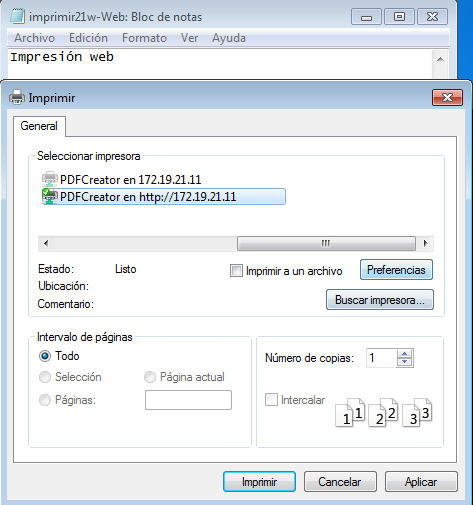 imprimir21w-Web: Bloc de notas
Archivo Edición Formato Ver Ayuda
Impresión web
Imprimir
General
Seleccionar impresora
PDFCreator en 172.19.21.11
PDFCreator en http://172.19.21.11
Estado: Listo
Imprimir a un archivo
Preferencias
Ubicación:
Comentario:
Buscar impresora...
Intervalo de páginas
Todo
Selección Página actual
Páginas:
Número de copias: 1
Intercalar
1 1 2 2 3 3
Imprimir Cancelar Aplicar